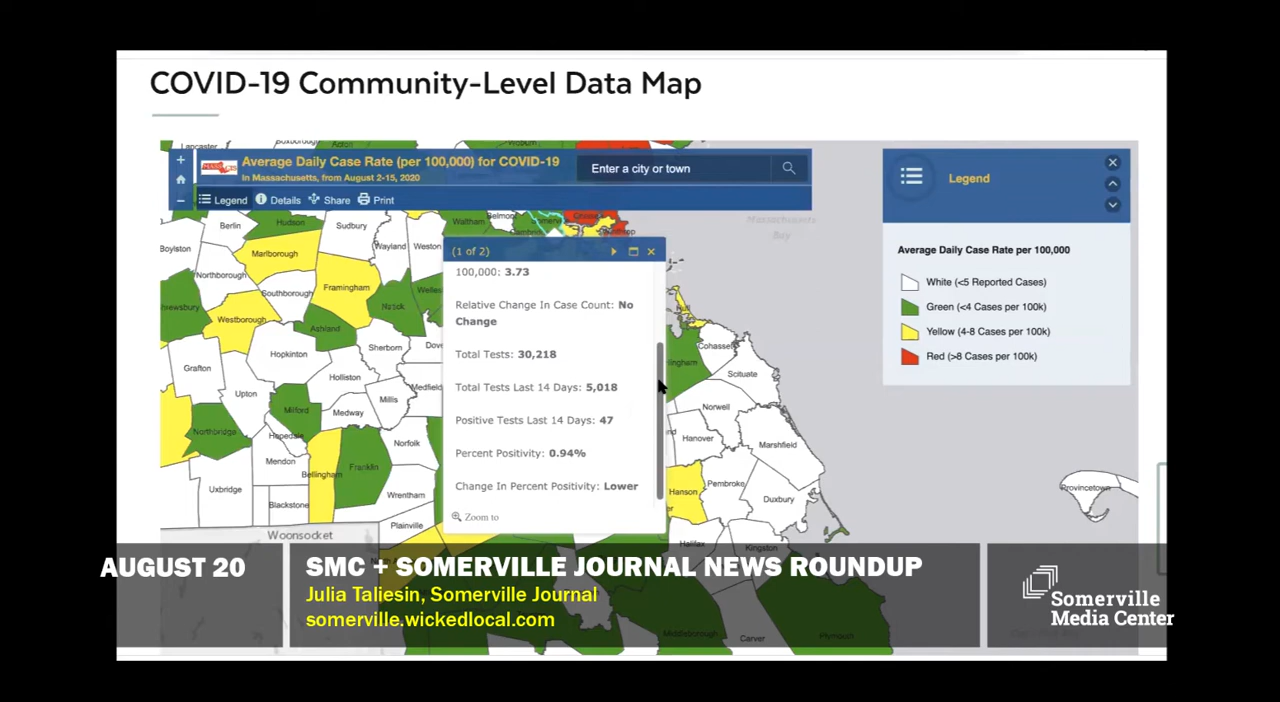 COVID-19 Community-Level Data Map
Lancaster
Acton
Woburn
+
Average Daily Case Rate (per 100,000) for COVID-19
In Massachusetts, from August 2-15, 2020
Enter a city or town
Legend
Details
Share
Print
Legend
Average Daily Case Rate per 100,000
White (<5 Reported Cases)
Green (<4 Cases per 100k)
Yellow (4-8 Cases per 100k)
Red (>8 Cases per 100k)
Massachusetts
Bay
Berlin
Hudson
Sudbury
Waltham
Belmont
Boylston
Marlborough
Wayland
Weston
Northborough
Southborough
Framingham
Natick
Westborough
Ashland
Hopkinton
Sherborn
Grafton
Holliston
Upton
Millis
Milford
Medway
Northbridge
Hopedale
Norfolk
Mendon
Bellingham
Franklin
Uxbridge
Wrentham
Blackstone
Plainville
Woonsocket
(1 of 2)
100,000: 3.73
Relative Change In Case Count: No
Change
Total Tests: 30,218
Total Tests Last 14 Days: 5,018
Positive Tests Last 14 Days: 47
Percent Positivity: 0.94%
Change In Percent Positivity: Lower
Zoom to
Hull
Cohasset
Scituate
Norwell
Hanover
Marshfield
Hanson
Pembroke
Duxbury
Halifax
Kingston
Middleborough
Carver
Plymouth
Provincetown
AUGUST 20
SMC + SOMERVILLE JOURNAL NEWS ROUNDUP
Julia Taliesin, Somerville Journal
somerville.wickedlocal.com
Somerville
Media Center